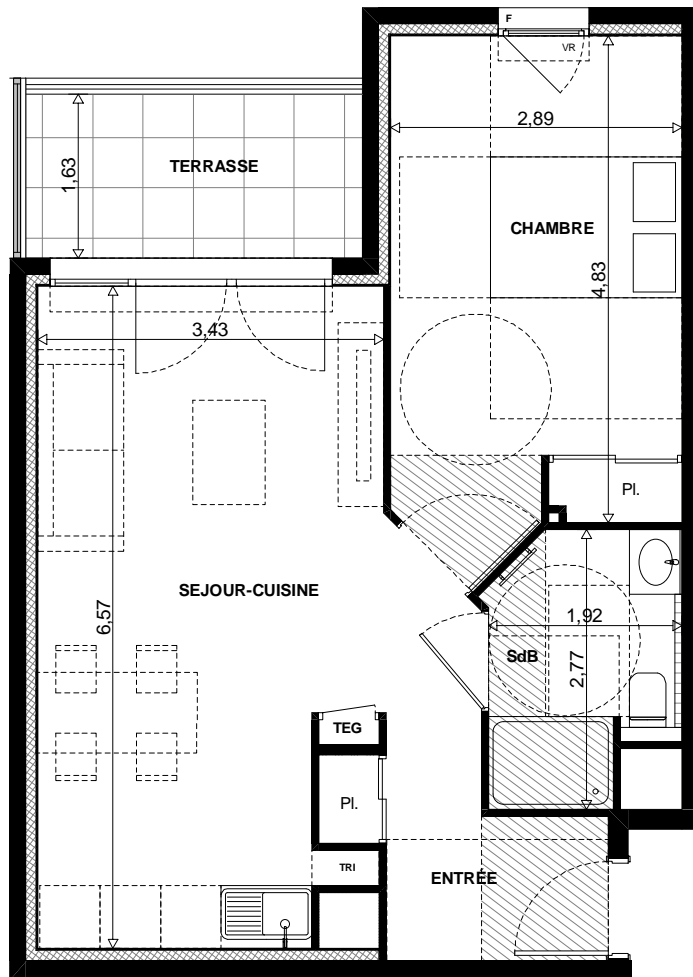 F
VR
2,89
1,63
TERRASSE
CHAMBRE
4,83
3,43
Pl.
SEJOUR-CUISINE
6,57
1,92
SdB
2,77
TEG
Pl.
TRI
ENTRÉE